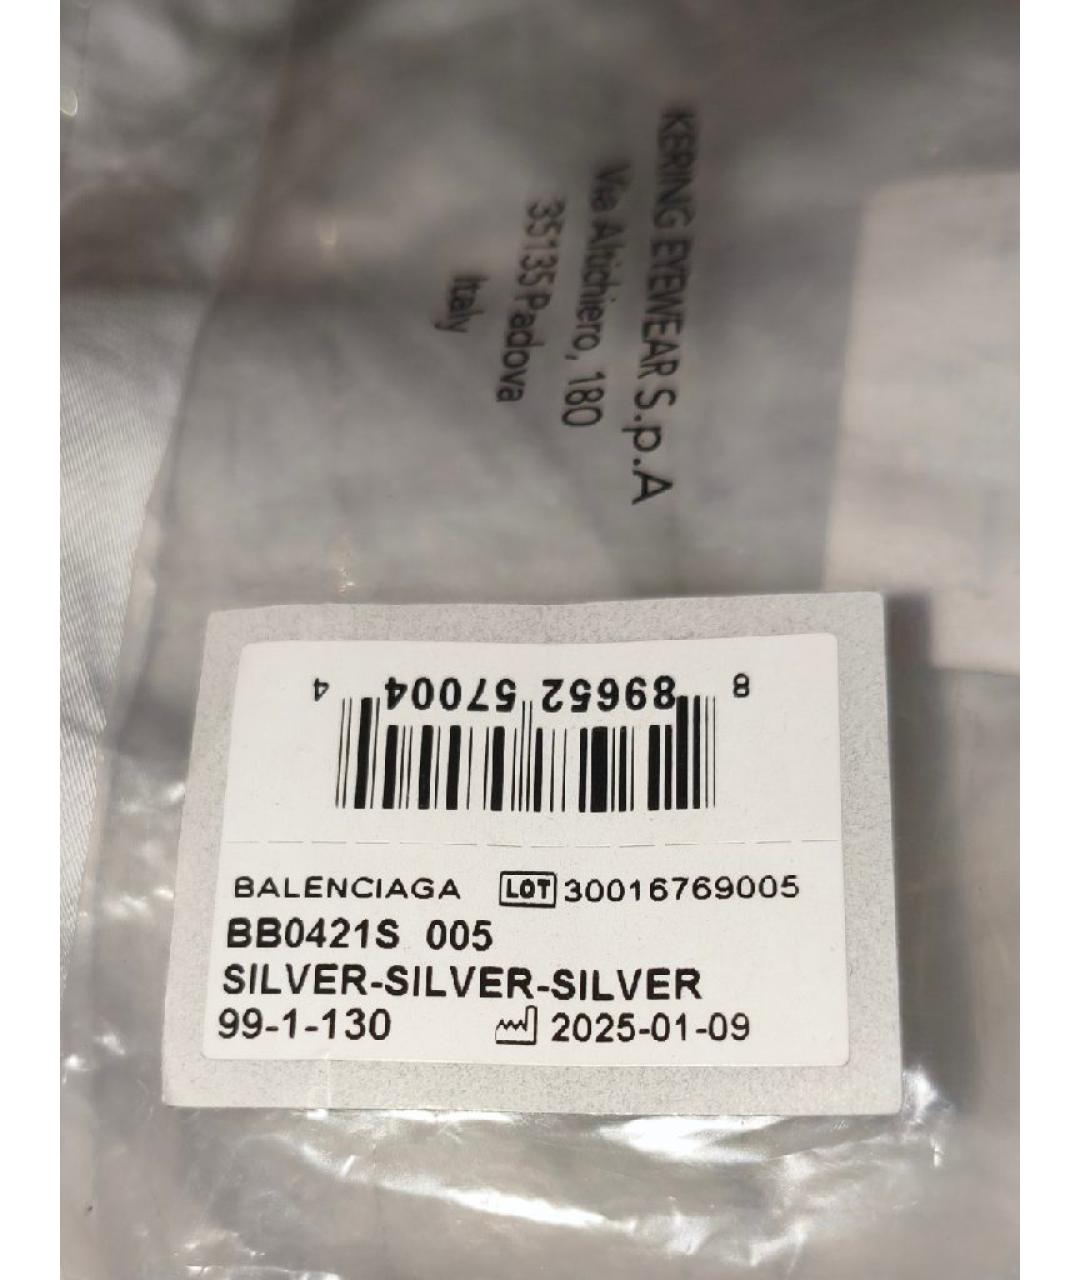 KERING EYEWEAR S.p.A
Via Altichiero, 180
35135 Padova
Italy
8 89652 57004 4
BALENCIAGA LOT 30016769005
BB0421S 005
SILVER-SILVER-SILVER
99-1-130 2025-01-09